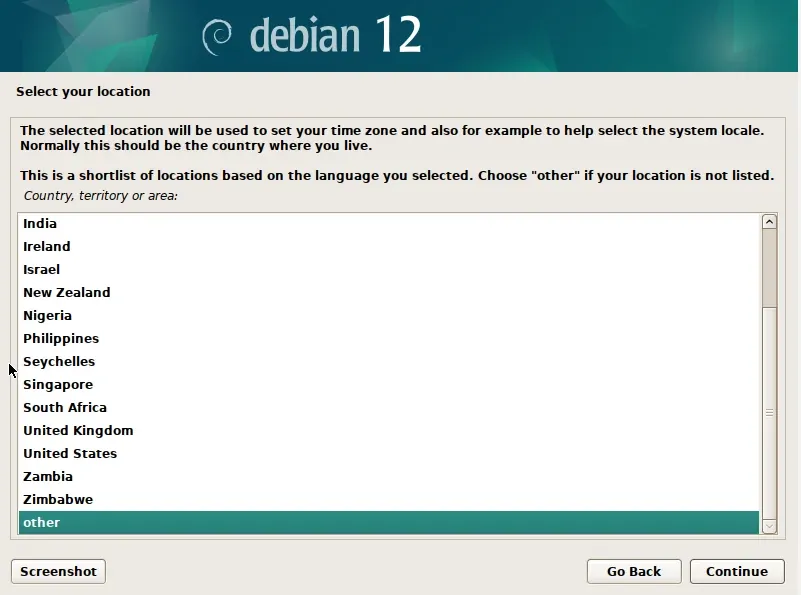 debian 12
Select your location
The selected location will be used to set your time zone and also for example to help select the system locale.
Normally this should be the country where you live.
This is a shortlist of locations based on the language you selected. Choose "other" if your location is not listed.
Country, territory or area:
India
Ireland
Israel
New Zealand
Nigeria
Philippines
Seychelles
Singapore
South Africa
United Kingdom
United States
Zambia
Zimbabwe
other
Screenshot
Go Back
Continue